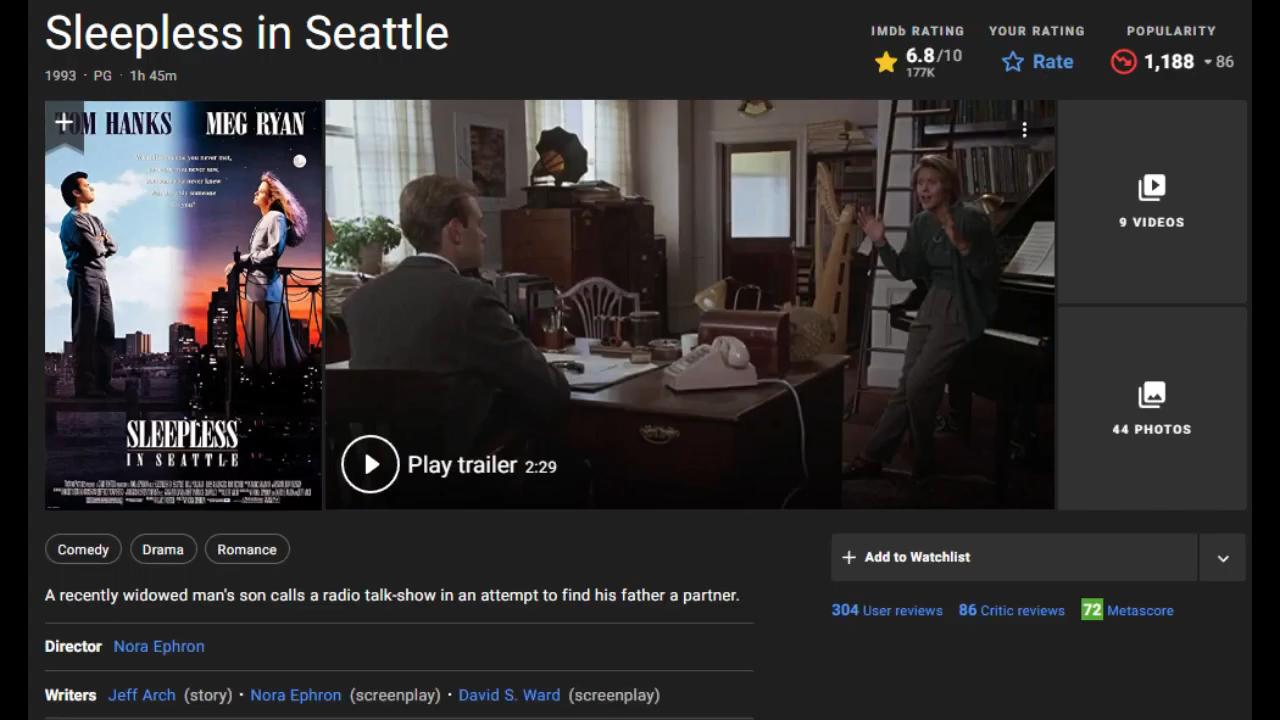 Sleepless in Seattle
1993 · PG · 1h 45m
IMDb RATING
6.8/10
177K
YOUR RATING
Rate
POPULARITY
1,188
86
TOM HANKS MEG RYAN
SLEEPLESS
IN SEATTLE
Play trailer 2:29
9 VIDEOS
44 PHOTOS
Comedy
Drama
Romance
A recently widowed man's son calls a radio talk-show in an attempt to find his father a partner.
Director Nora Ephron
Writers Jeff Arch (story) · Nora Ephron (screenplay) · David S. Ward (screenplay)
+ Add to Watchlist
304 User reviews 86 Critic reviews 72 Metascore